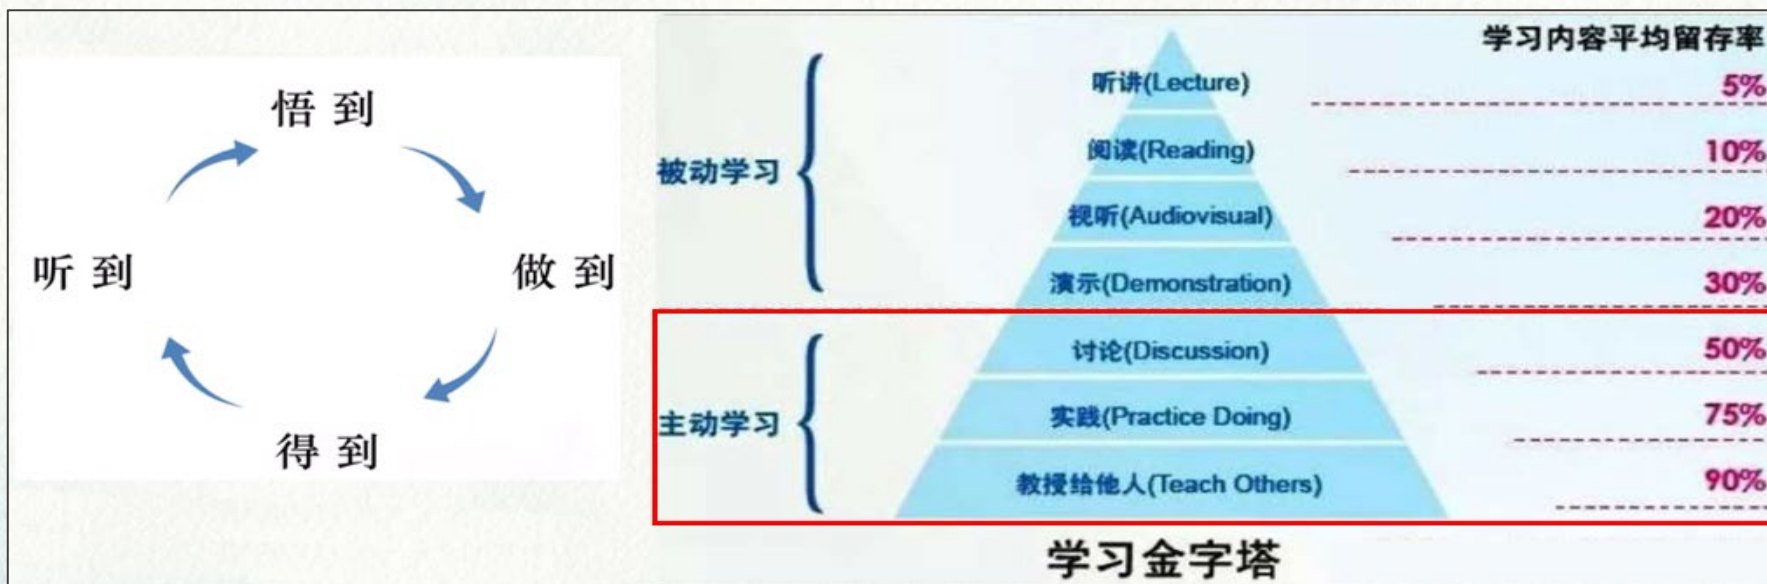 悟 到
听 到
做 到
得 到
学习内容平均留存率
被动学习
听讲(Lecture) 5%
阅读(Reading) 10%
视听(Audiovisual) 20%
演示(Demonstration) 30%
主动学习
讨论(Discussion) 50%
实践(Practice Doing) 75%
教授给他人(Teach Others) 90%
学习金字塔